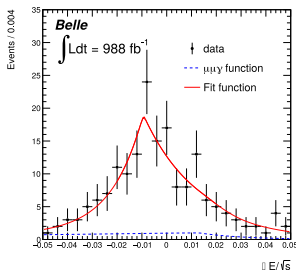 Belle
∫Ldt = 988 fb⁻¹
data
μμγ function
Fit function
Events / 0.004
35
30
25
20
15
10
5
0
−0.05 −0.04 −0.03 −0.02 −0.01 0 0.01 0.02 0.03 0.04 0.05
E/√s